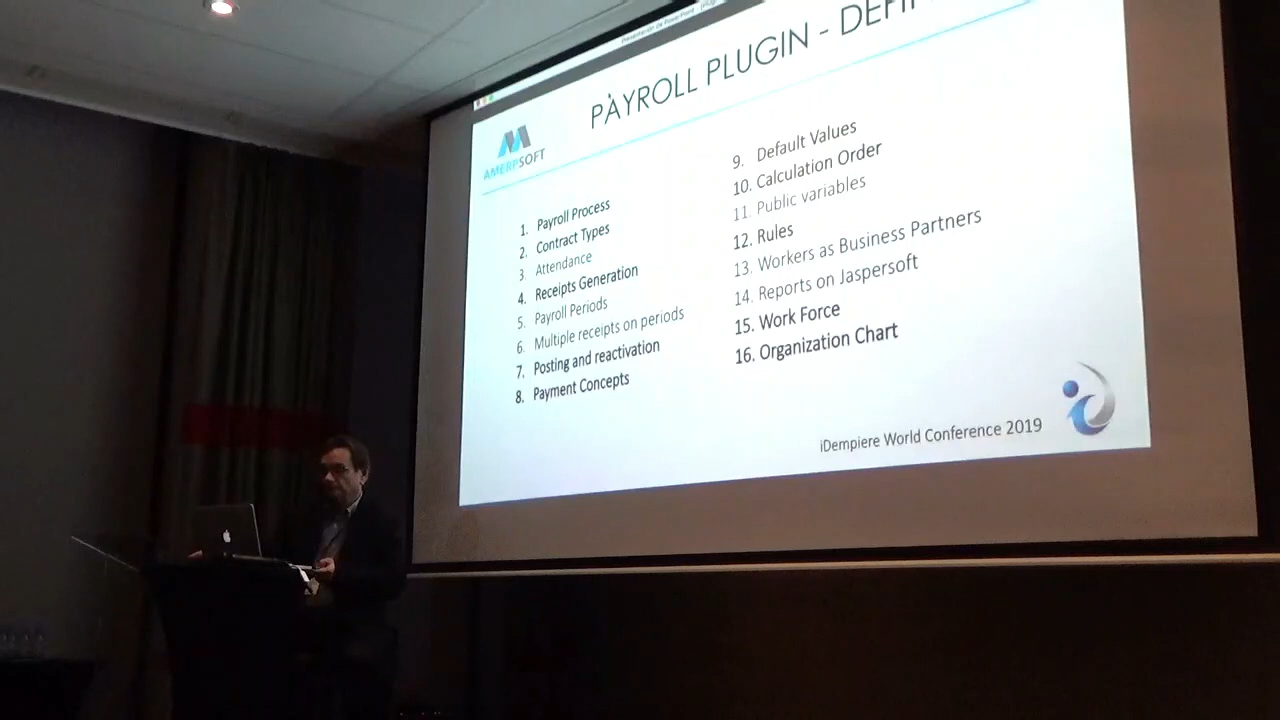 Presentación de PowerPoint
PAYROLL PLUGIN - DEFI
AMERPSOFT
1. Payroll Process
2. Contract Types
3. Attendance
4. Receipts Generation
5. Payroll Periods
6. Multiple receipts on periods
7. Posting and reactivation
8. Payment Concepts
9. Default Values
10. Calculation Order
11. Public variables
12. Rules
13. Workers as Business Partners
14. Reports on Jaspersoft
15. Work Force
16. Organization Chart
iDempiere World Conference 2019